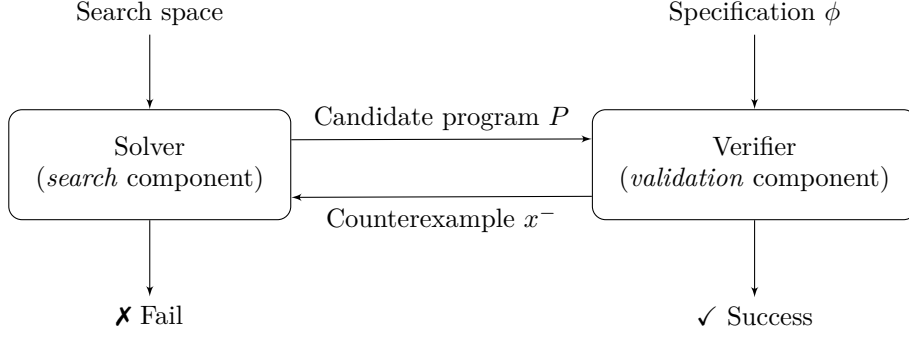 Search space
Specification ϕ
Candidate program P
Solver
(search component)
Verifier
(validation component)
Counterexample x⁻
✗ Fail
✓ Success